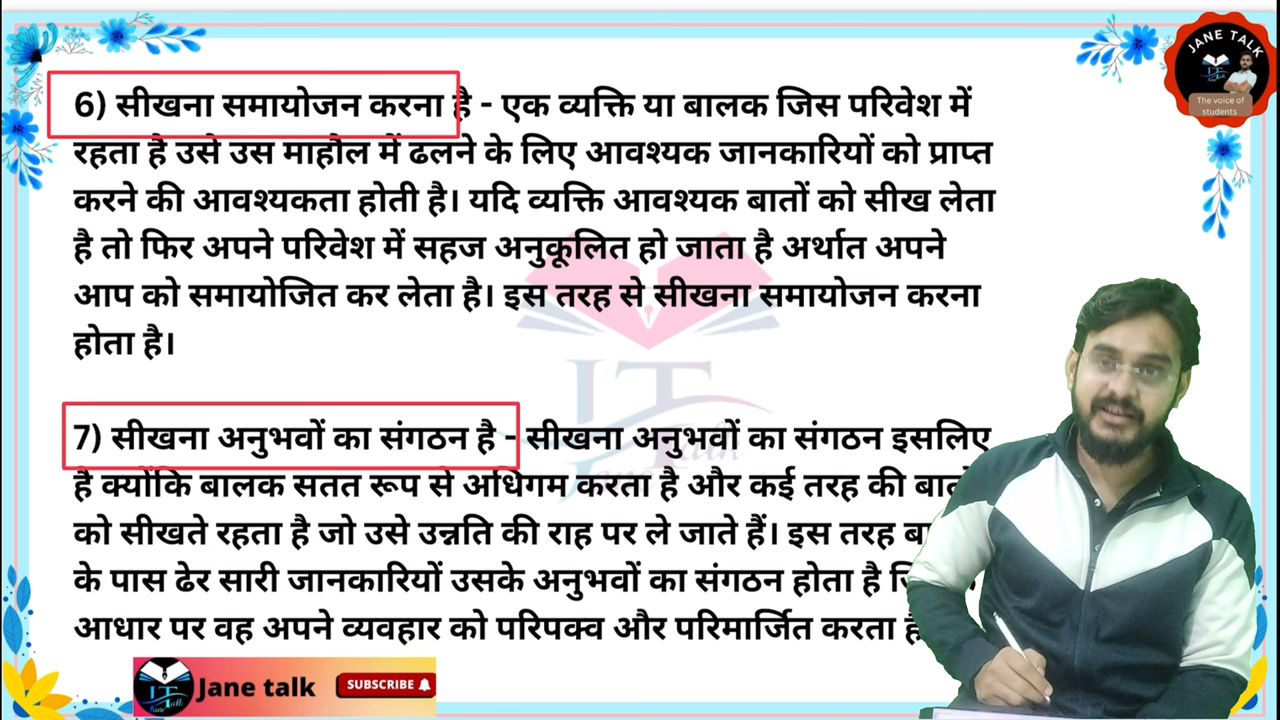 6) सीखना समायोजन करना है - एक व्यक्ति या बालक जिस परिवेश में
रहता है उसे उस माहौल में ढलने के लिए आवश्यक जानकारियों को प्राप्त
करने की आवश्यकता होती है। यदि व्यक्ति आवश्यक बातों को सीख लेता
है तो फिर अपने परिवेश में सहज अनुकूलित हो जाता है अर्थात अपने
आप को समायोजित कर लेता है। इस तरह से सीखना समायोजन करना
होता है।
7) सीखना अनुभवों का संगठन है - सीखना अनुभवों का संगठन इसलिए
है क्योंकि बालक सतत रूप से अधिगम करता है और कई तरह की
को सीखते रहता है जो उसे उन्नति की राह पर ले जाते हैं। इस तरह
के पास ढेर सारी जानकारियों उसके अनुभवों का संगठन होता है
आधार पर वह अपने व्यवहार को परिपक्व और परिमार्जित करता
JANE TALK
The voice of
students
Jane talk
SUBSCRIBE